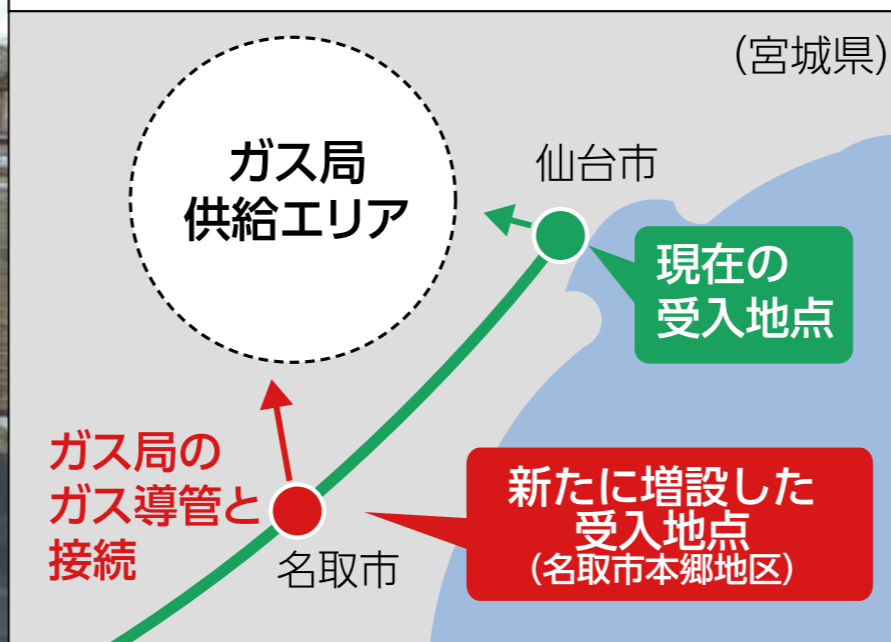 (宮城県)
ガス局
供給エリア
仙台市
現在の
受入地点
ガス局の
ガス導管と
接続
名取市
新たに増設した
受入地点
(名取市本郷地区)